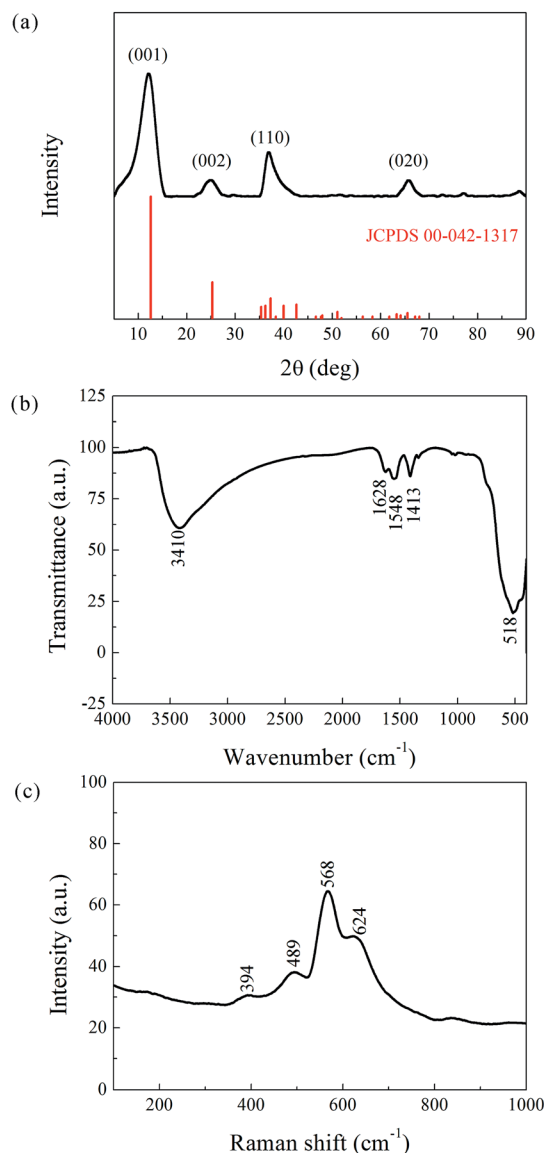 (a)
(001)
(002)
(110)
(020)
Intensity
JCPDS 00-042-1317
10 20 30 40 50 60 70 80 90
2θ (deg)
(b)
125
100
75
50
25
0
-25
Transmittance (a.u.)
3410
1628
1548
1413
518
4000 3500 3000 2500 2000 1500 1000 500
Wavenumber (cm⁻¹)
(c)
100
80
60
40
20
0
Intensity (a.u.)
394
489
568
624
200 400 600 800 1000
Raman shift (cm⁻¹)